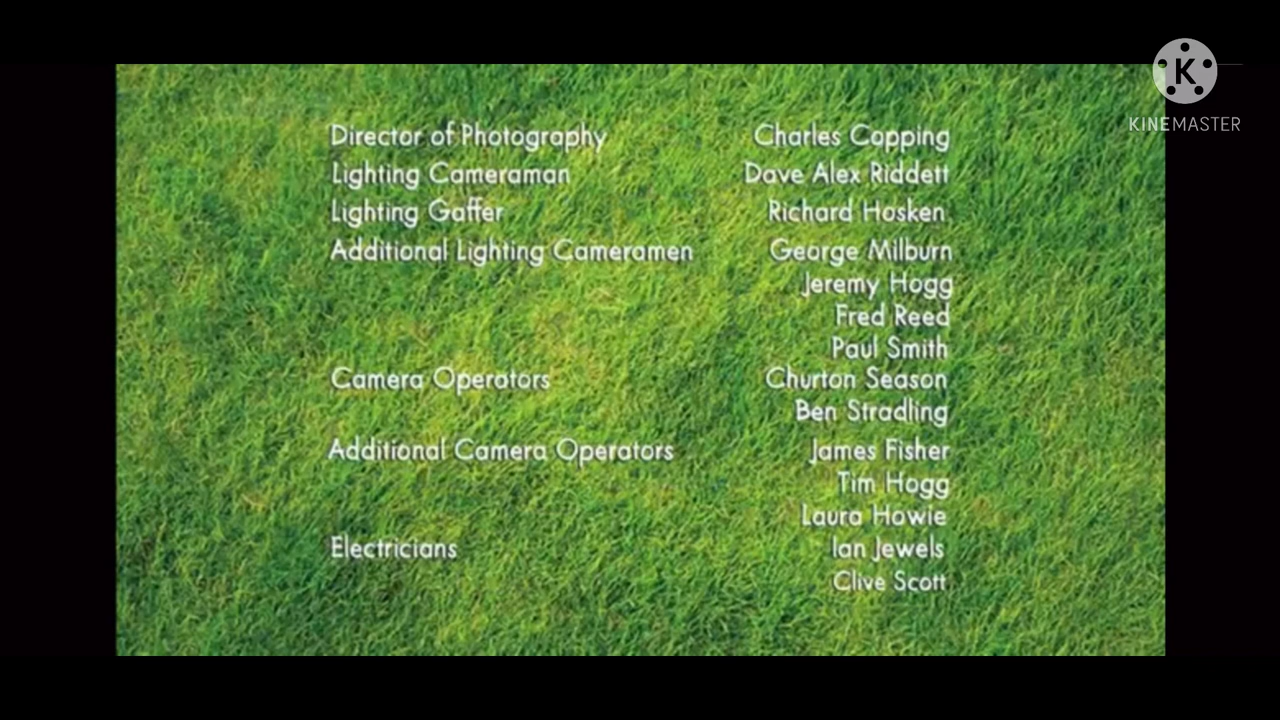 K
KINEMASTER
Director of Photography Charles Copping
Lighting Cameraman Dave Alex Riddett
Lighting Gaffer Richard Hosken
Additional Lighting Cameramen George Milburn
Jeremy Hogg
Fred Reed
Paul Smith
Camera Operators Churton Season
Ben Stradling
Additional Camera Operators James Fisher
Tim Hogg
Laura Howie
Electricians Ian Jewels
Clive Scott